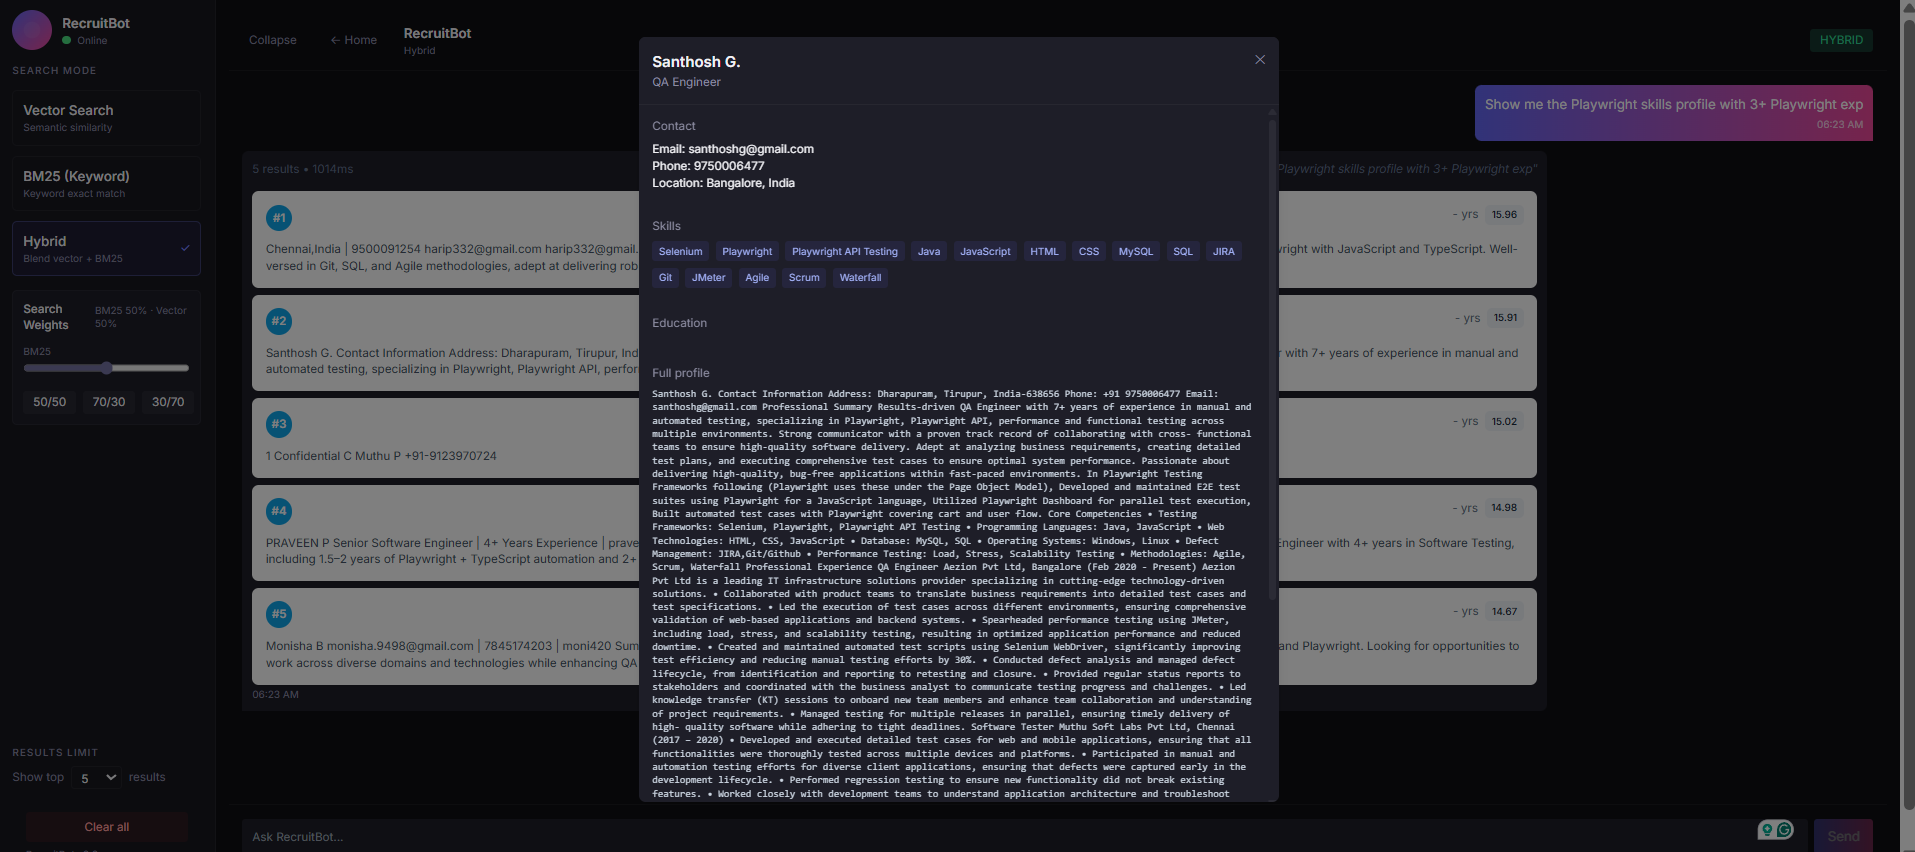 RecruitBot
Online
SEARCH MODE
Vector Search
Semantic similarity
BM25 (Keyword)
Keyword exact match
Hybrid
Blend vector + BM25
Search Weights
BM25 50% · Vector 50%
BM25
50/50 70/30 30/70
RESULTS LIMIT
Show top 5 results
Clear all
Collapse
← Home
RecruitBot
Hybrid
HYBRID
Show me the Playwright skills profile with 3+ Playwright exp
06:23 AM
5 results • 1014ms
Playwright skills profile with 3+ Playwright exp"
#1
- yrs 15.96
Chennai,India | 9500091254 harip332@gmail.com harip332@gmail.
wright with JavaScript and TypeScript. Well-
versed in Git, SQL, and Agile methodologies, adept at delivering rob
#2
- yrs 15.91
Santhosh G. Contact Information Address: Dharapuram, Tirupur, Ind
r with 7+ years of experience in manual and
automated testing, specializing in Playwright, Playwright API, perfor
#3
- yrs 15.02
1 Confidential C Muthu P +91-9123970724
#4
- yrs 14.98
PRAVEEN P Senior Software Engineer | 4+ Years Experience | prave
Engineer with 4+ years in Software Testing,
including 1.5–2 years of Playwright + TypeScript automation and 2+
#5
- yrs 14.67
Monisha B monisha.9498@gmail.com | 7845174203 | moni420 Sum
and Playwright. Looking for opportunities to
work across diverse domains and technologies while enhancing QA
06:23 AM
Ask RecruitBot...
Send
Santhosh G.
QA Engineer
Contact
Email: santhoshg@gmail.com
Phone: 9750006477
Location: Bangalore, India
Skills
Selenium Playwright Playwright API Testing Java JavaScript HTML CSS MySQL SQL JIRA
Git JMeter Agile Scrum Waterfall
Education
Full profile
Santhosh G. Contact Information Address: Dharapuram, Tirupur, India-638656 Phone: +91 9750006477 Email:
santhoshg@gmail.com Professional Summary Results-driven QA Engineer with 7+ years of experience in manual and
automated testing, specializing in Playwright, Playwright API, performance and functional testing across
multiple environments. Strong communicator with a proven track record of collaborating with cross- functional
teams to ensure high-quality software delivery. Adept at analyzing business requirements, creating detailed
test plans, and executing comprehensive test cases to ensure optimal system performance. Passionate about
delivering high-quality, bug-free applications within fast-paced environments. In Playwright Testing
Frameworks following (Playwright uses these under the Page Object Model), Developed and maintained E2E test
suites using Playwright for a JavaScript language, Utilized Playwright Dashboard for parallel test execution,
Built automated test cases with Playwright covering cart and user flow. Core Competencies • Testing
Frameworks: Selenium, Playwright, Playwright API Testing • Programming Languages: Java, JavaScript • Web
Technologies: HTML, CSS, JavaScript • Database: MySQL, SQL • Operating Systems: Windows, Linux • Defect
Management: JIRA,Git/Github • Performance Testing: Load, Stress, Scalability Testing • Methodologies: Agile,
Scrum, Waterfall Professional Experience QA Engineer Aezion Pvt Ltd, Bangalore (Feb 2020 - Present) Aezion
Pvt Ltd is a leading IT infrastructure solutions provider specializing in cutting-edge technology-driven
solutions. • Collaborated with product teams to translate business requirements into detailed test cases and
test specifications. • Led the execution of test cases across different environments, ensuring comprehensive
validation of web-based applications and backend systems. • Spearheaded performance testing using JMeter,
including load, stress, and scalability testing, resulting in optimized application performance and reduced
downtime. • Created and maintained automated test scripts using Selenium WebDriver, significantly improving
test efficiency and reducing manual testing efforts by 30%. • Conducted defect analysis and managed defect
lifecycle, from identification and reporting to retesting and closure. • Provided regular status reports to
stakeholders and coordinated with the business analyst to communicate testing progress and challenges. • Led
knowledge transfer (KT) sessions to onboard new team members and enhance team collaboration and understanding
of project requirements. • Managed testing for multiple releases in parallel, ensuring timely delivery of
high- quality software while adhering to tight deadlines. Software Tester Muthu Soft Labs Pvt Ltd, Chennai
(2017 – 2020) • Developed and executed detailed test cases for web and mobile applications, ensuring that all
functionalities were thoroughly tested across multiple devices and platforms. • Participated in manual and
automation testing efforts for diverse client applications, ensuring that defects were captured early in the
development lifecycle. • Performed regression testing to ensure new functionality did not break existing
features. • Worked closely with development teams to understand application architecture and troubleshoot